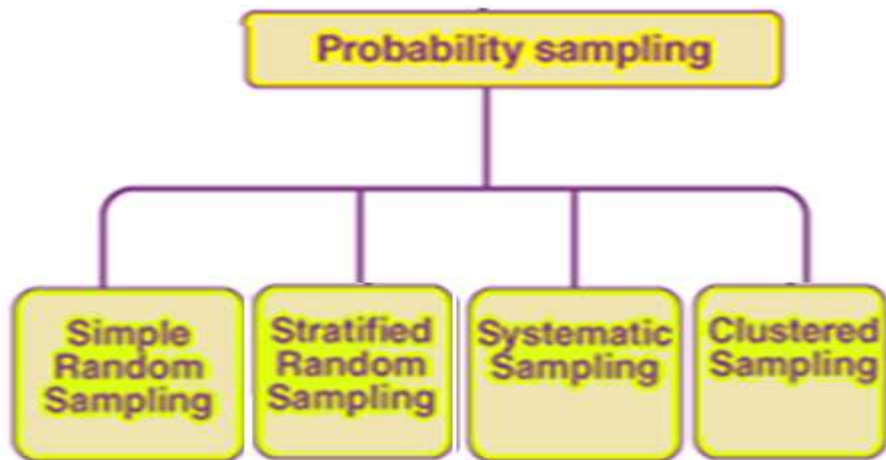 Probability sampling
Simple
Random
Sampling
Stratified
Random
Sampling
Systematic
Sampling
Clustered
Sampling